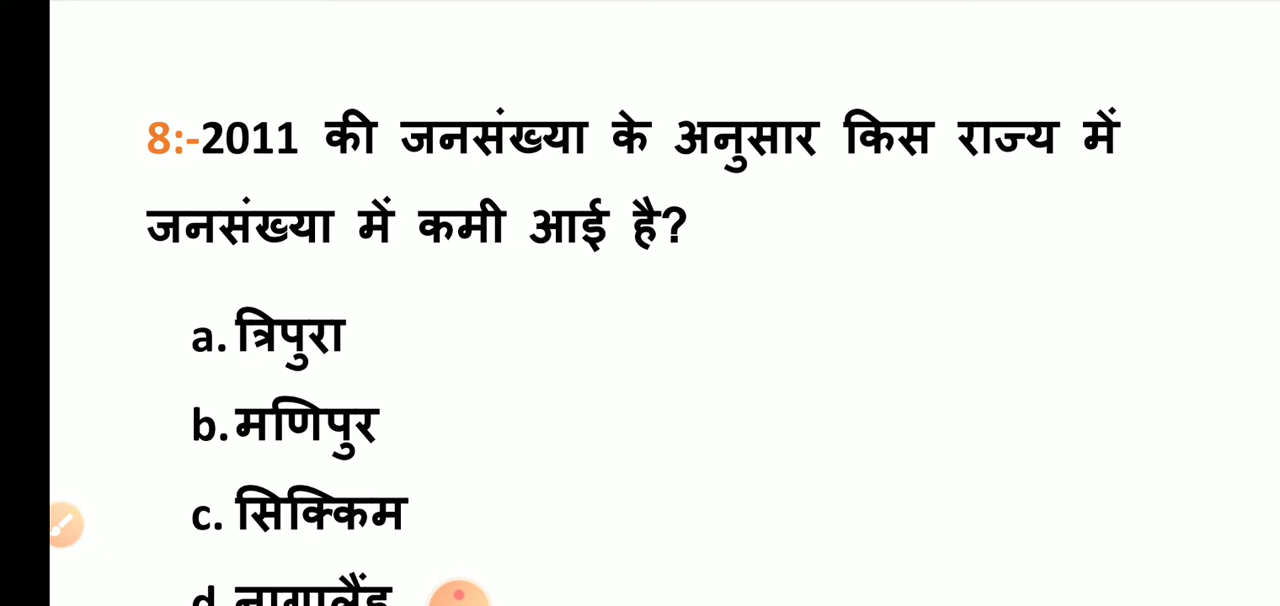 8:-2011 की जनसंख्या के अनुसार किस राज्य में
जनसंख्या में कमी आई है?
a. त्रिपुरा
b. मणिपुर
c. सिक्किम
d नागालैंड